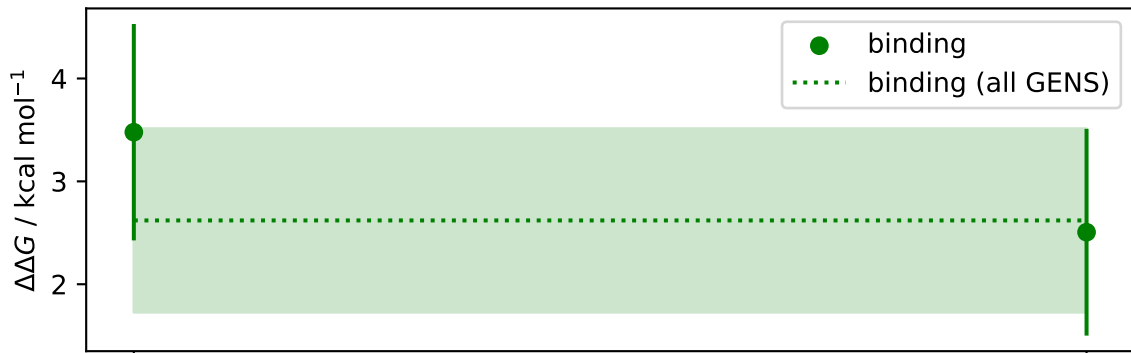 binding
binding (all GENS)
4
3
2
ΔΔG / kcal mol⁻¹